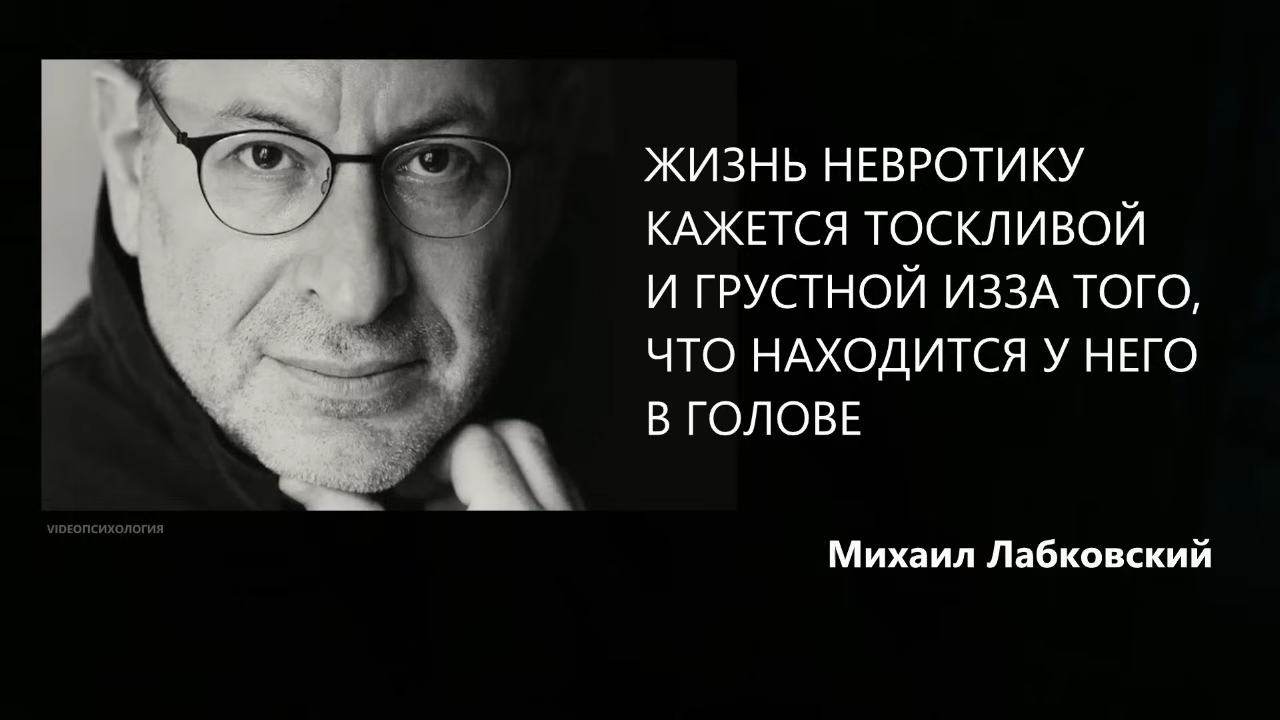 ЖИЗНЬ НЕВРОТИКУ
КАЖЕТСЯ ТОСКЛИВОЙ
И ГРУСТНОЙ ИЗЗА ТОГО,
ЧТО НАХОДИТСЯ У НЕГО
В ГОЛОВЕ
VIDEOПСИХОЛОГИЯ
Михаил Лабковский